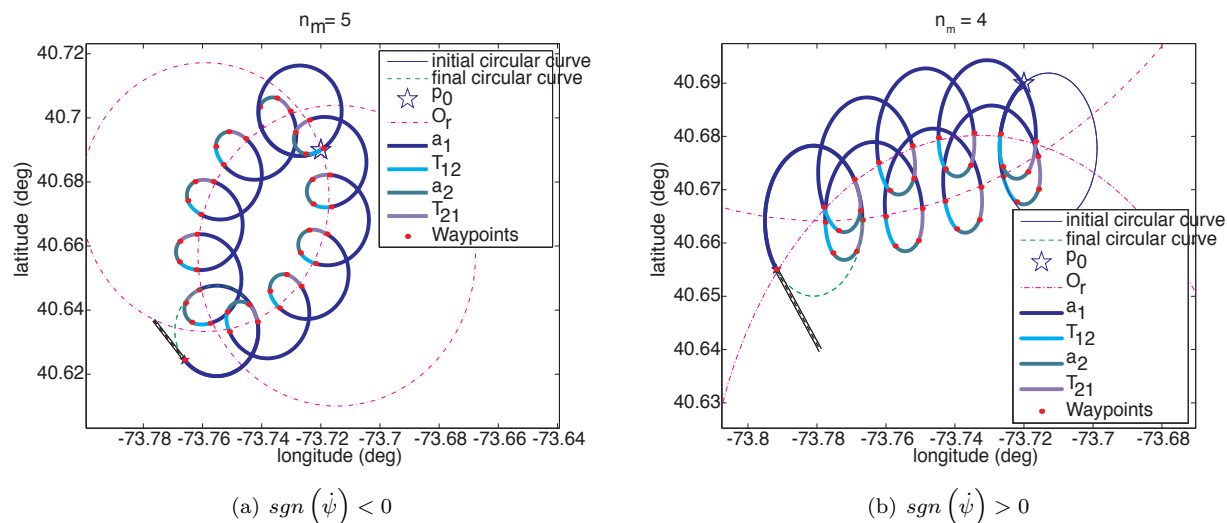 n_m = 5
latitude (deg)
40.72
40.7
40.68
40.66
40.64
40.62
-73.78 -73.76 -73.74 -73.72 -73.7 -73.68 -73.66 -73.64
longitude (deg)
initial circular curve
final circular curve
p_0
O_r
a_1
T_12
a_2
T_21
Waypoints
(a) sgn (ψ̇) < 0
n_m = 4
latitude (deg)
40.69
40.68
40.67
40.66
40.65
40.64
40.63
-73.8 -73.78 -73.76 -73.74 -73.72 -73.7 -73.68
longitude (deg)
initial circular curve
final circular curve
p_0
O_r
a_1
T_12
a_2
T_21
Waypoints
(b) sgn (ψ̇) > 0